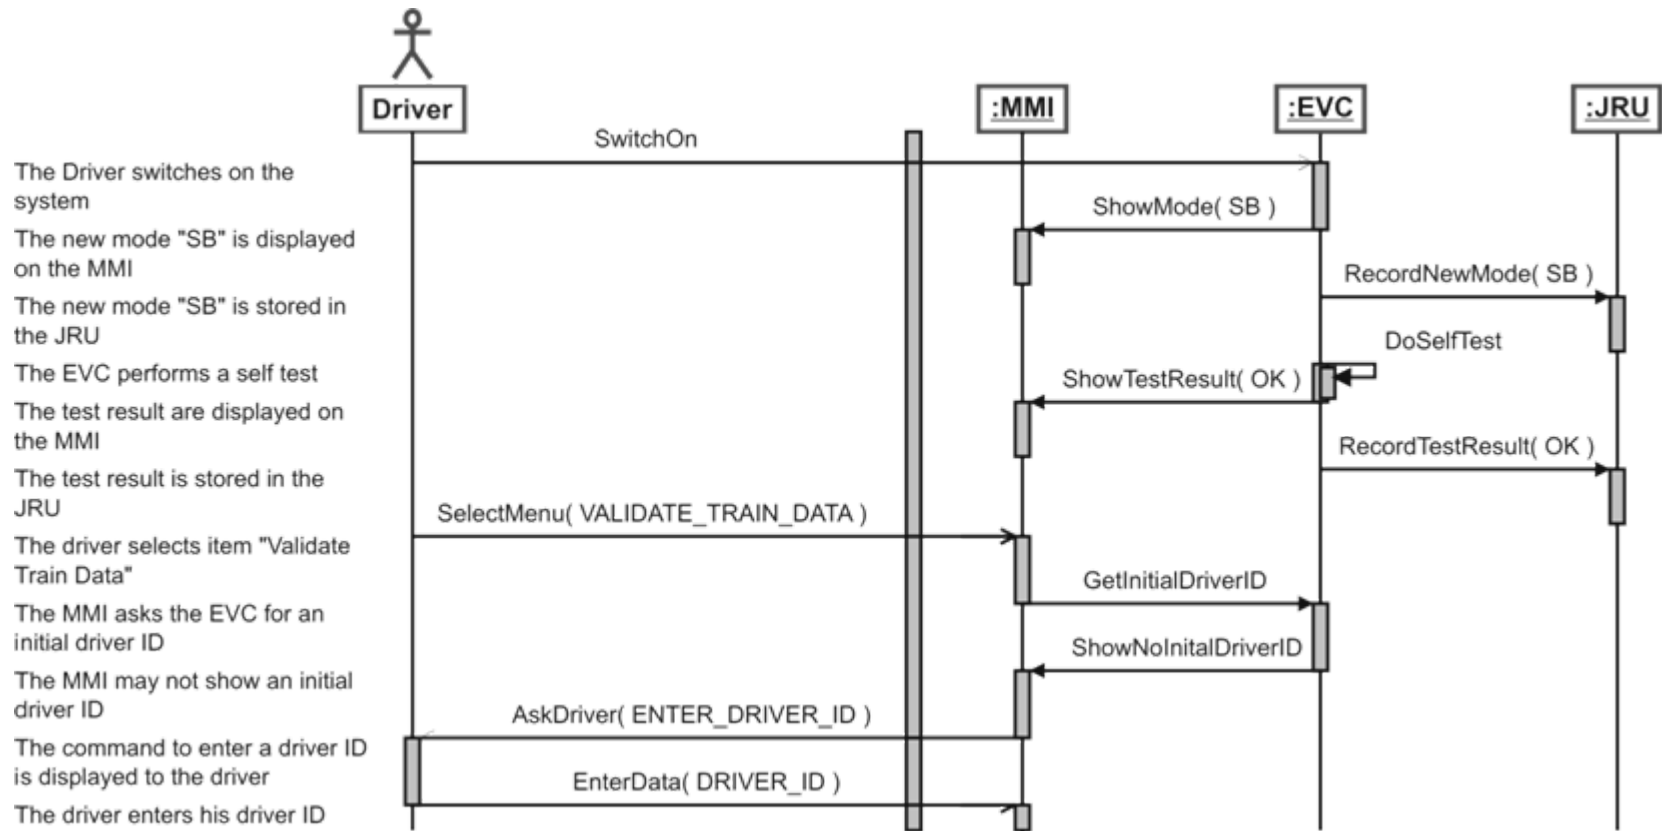 Driver
:MMI
:EVC
:JRU
SwitchOn
The Driver switches on the
system
ShowMode( SB )
The new mode "SB" is displayed
on the MMI
RecordNewMode( SB )
The new mode "SB" is stored in
the JRU
DoSelfTest
The EVC performs a self test
ShowTestResult( OK )
The test result are displayed on
the MMI
RecordTestResult( OK )
The test result is stored in the
JRU
SelectMenu( VALIDATE_TRAIN_DATA )
The driver selects item "Validate
Train Data"
GetInitialDriverID
The MMI asks the EVC for an
initial driver ID
ShowNoInitalDriverID
The MMI may not show an initial
driver ID
AskDriver( ENTER_DRIVER_ID )
The command to enter a driver ID
is displayed to the driver
EnterData( DRIVER_ID )
The driver enters his driver ID